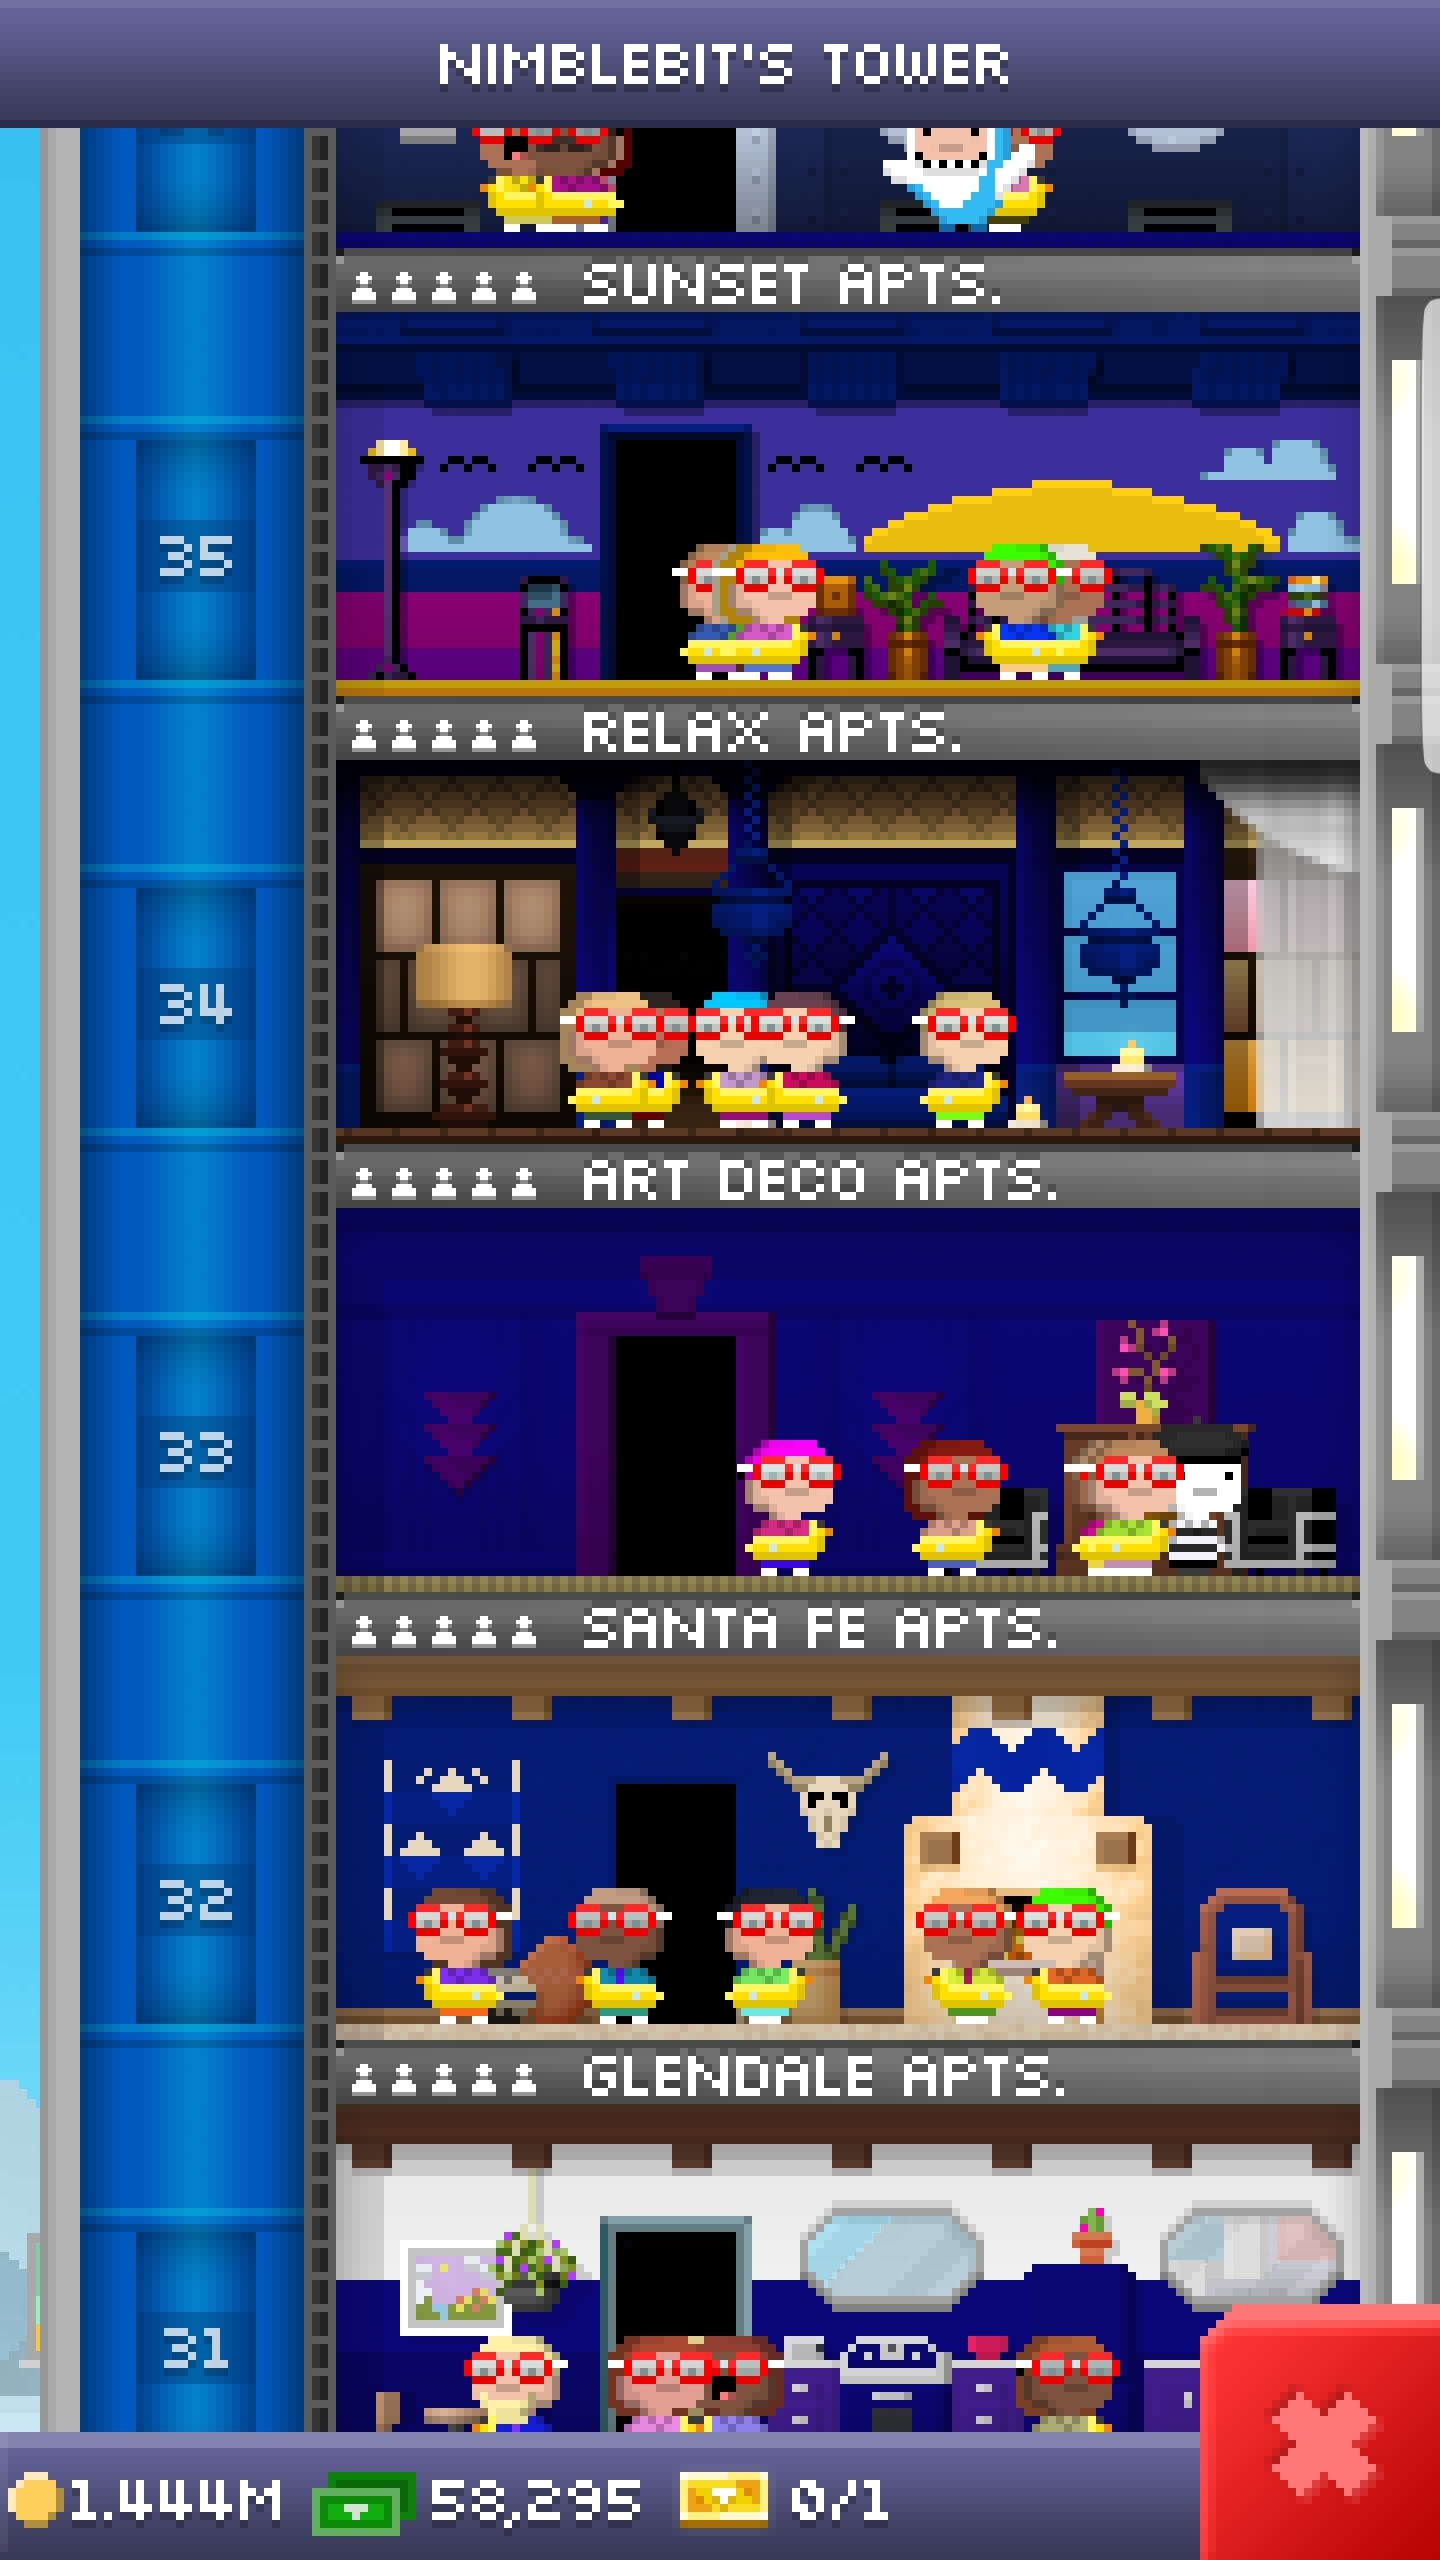 NIMBLEBIT'S TOWER
SUNSET APTS.
35
RELAX APTS.
34
ART DECO APTS.
33
SANTA FE APTS.
32
GLENDALE APTS.
31
1.444M 58,295 0/1